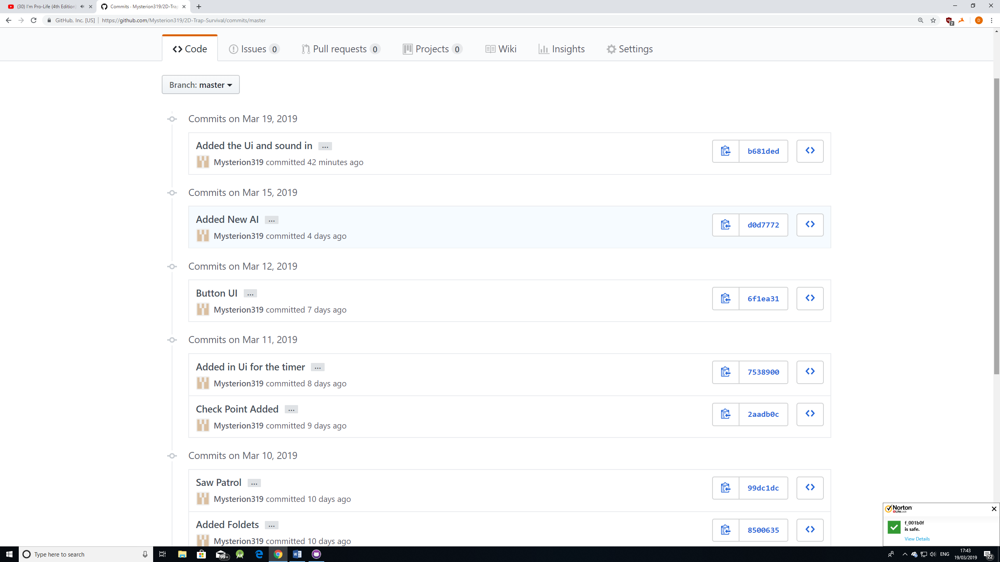 (30) I'm Pro-Life (4th Edition)
Commits · Mysterion319/2D-Trap
GitHub, Inc. [US]
https://github.com/Mysterion319/2D-Trap-Survival/commits/master
7
D
Code
Issues 0
Pull requests 0
Projects 0
Wiki
Insights
Settings
Branch: master
Commits on Mar 19, 2019
Added the Ui and sound in ...
Mysterion319 committed 42 minutes ago
b681ded
Commits on Mar 15, 2019
Added New AI ...
Mysterion319 committed 4 days ago
d0d7772
Commits on Mar 12, 2019
Button UI ...
Mysterion319 committed 7 days ago
6f1ea31
Commits on Mar 11, 2019
Added in Ui for the timer ...
Mysterion319 committed 8 days ago
7538900
Check Point Added ...
Mysterion319 committed 9 days ago
2aadb0c
Commits on Mar 10, 2019
Saw Patrol ...
Mysterion319 committed 10 days ago
99dc1dc
Added Foldets ...
Mysterion319 committed 10 days ago
8500635
Norton
LifeLock
f_001b0f
is safe.
View Details
Type here to search
99+
ENG
17:43
19/03/2019
22